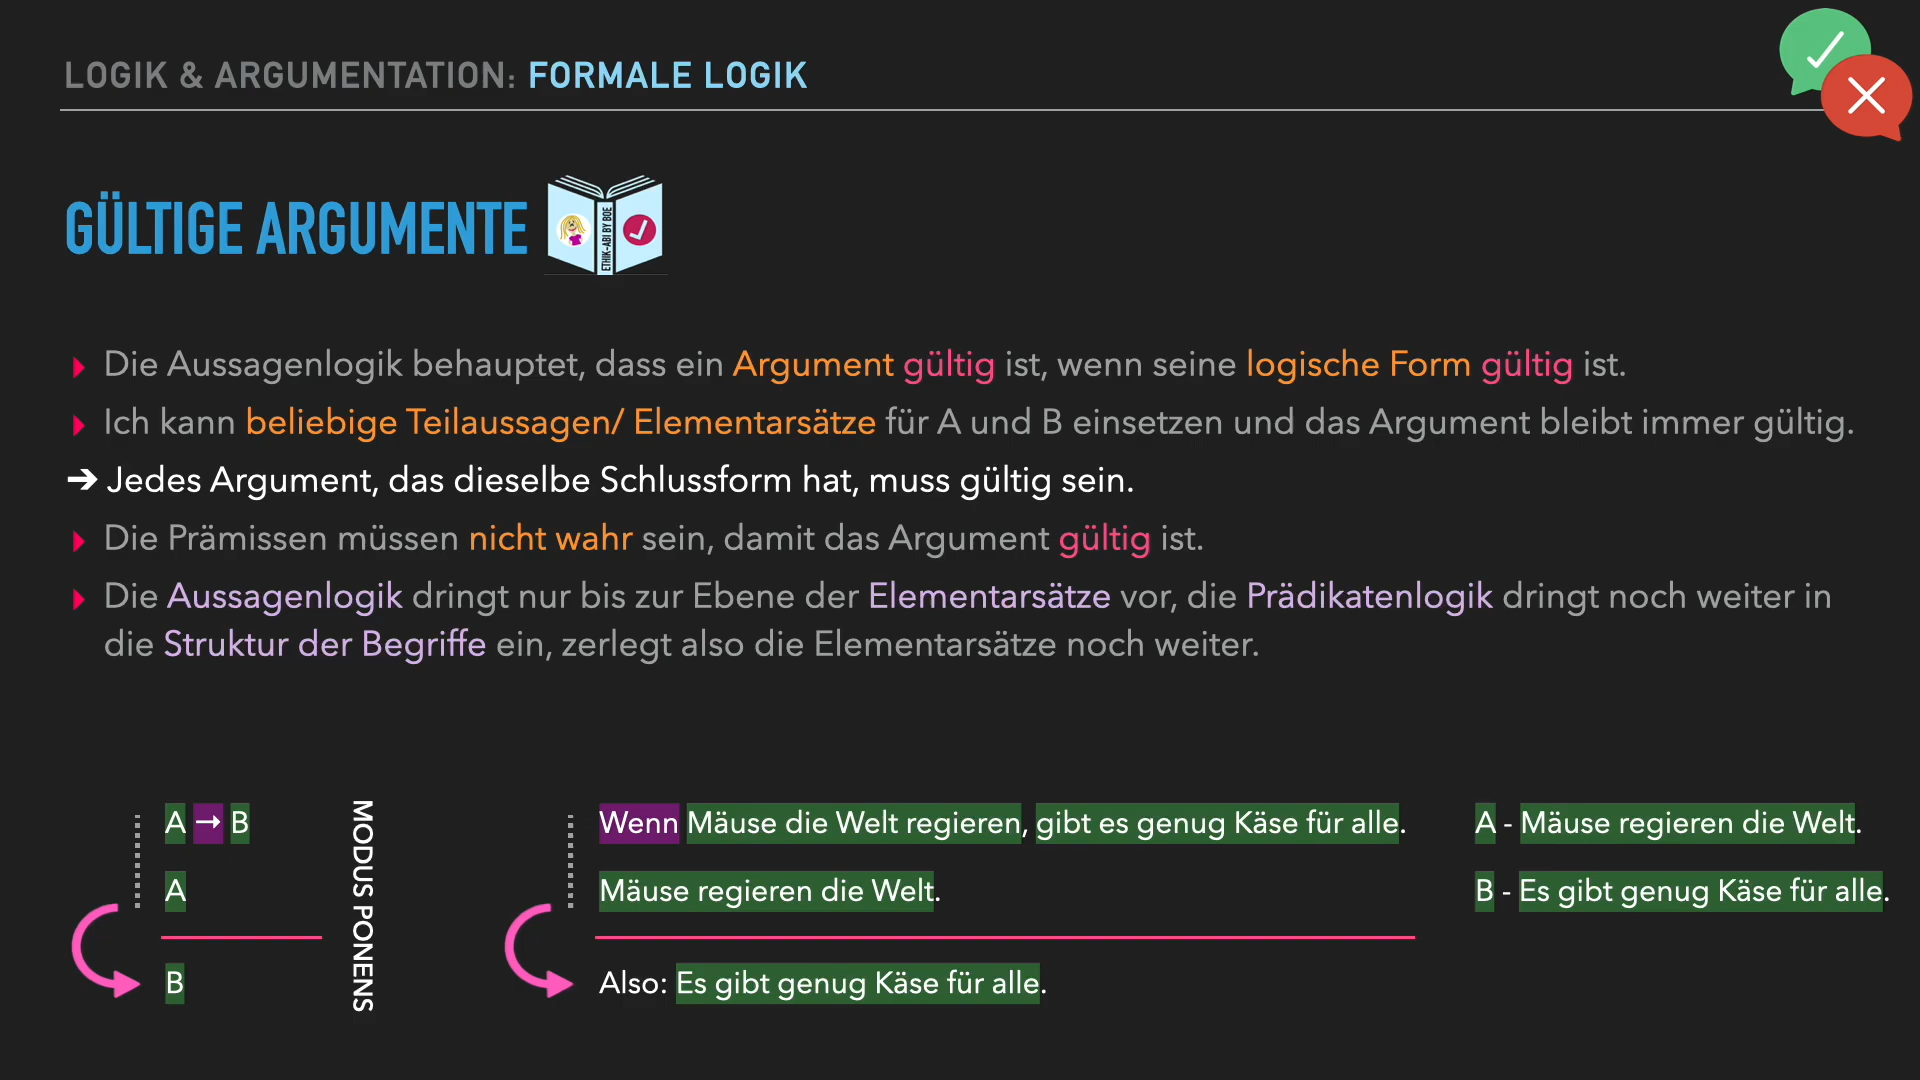 LOGIK & ARGUMENTATION: FORMALE LOGIK
GÜLTIGE ARGUMENTE
ETHIK-ABI BY BOE
Die Aussagenlogik behauptet, dass ein Argument gültig ist, wenn seine logische Form gültig ist.
Ich kann beliebige Teilaussagen/ Elementarsätze für A und B einsetzen und das Argument bleibt immer gültig.
➔ Jedes Argument, das dieselbe Schlussform hat, muss gültig sein.
Die Prämissen müssen nicht wahr sein, damit das Argument gültig ist.
Die Aussagenlogik dringt nur bis zur Ebene der Elementarsätze vor, die Prädikatenlogik dringt noch weiter in
die Struktur der Begriffe ein, zerlegt also die Elementarsätze noch weiter.
A → B
A
B
MODUS PONENS
Wenn Mäuse die Welt regieren, gibt es genug Käse für alle.
Mäuse regieren die Welt.
Also: Es gibt genug Käse für alle.
A - Mäuse regieren die Welt.
B - Es gibt genug Käse für alle.